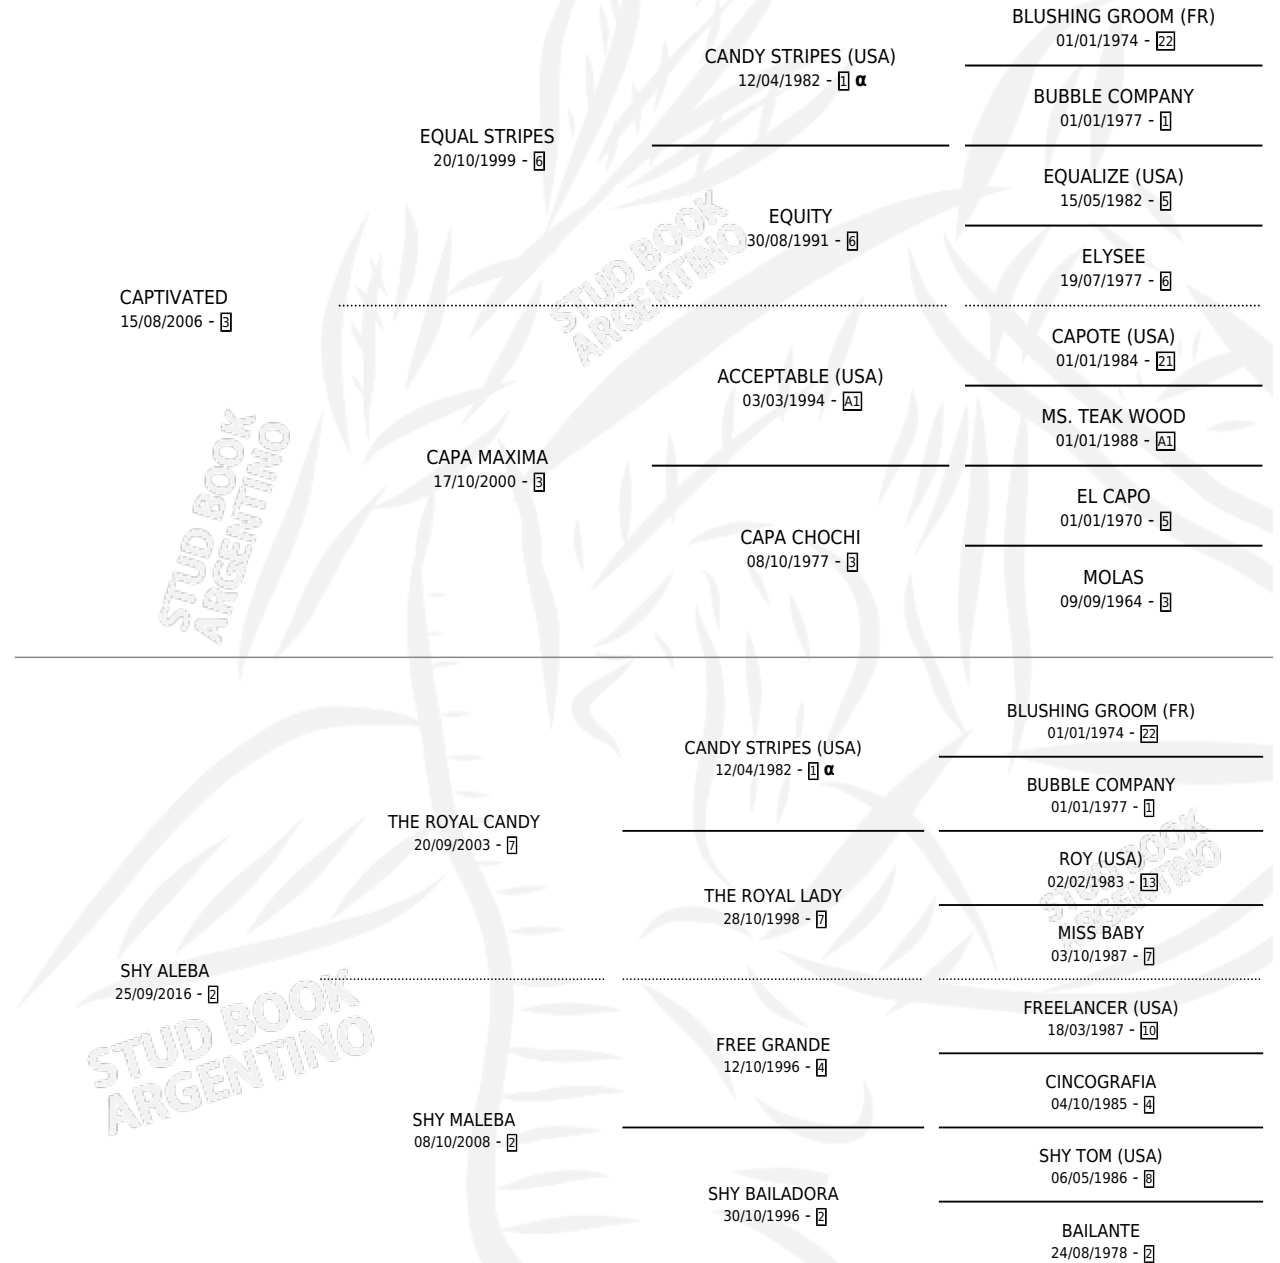 BLUSHING GROOM (FR)
01/01/1974 - 22
CANDY STRIPES (USA)
12/04/1982 - 1 α
BUBBLE COMPANY
01/01/1977 - 1
EQUAL STRIPES
20/10/1999 - 6
EQUALIZE (USA)
15/05/1982 - 5
EQUITY
30/08/1991 - 6
ELYSEE
19/07/1977 - 6
STUD BOOK
ARGENTINO
CAPTIVATED
15/08/2006 - 3
CAPOTE (USA)
01/01/1984 - 21
ACCEPTABLE (USA)
03/03/1994 - A1
MS. TEAK WOOD
01/01/1988 - A1
CAPA MAXIMA
17/10/2000 - 3
EL CAPO
01/01/1970 - 5
CAPA CHOCHI
08/10/1977 - 3
MOLAS
09/09/1964 - 3
STUD BOOK
ARGENTINO
BLUSHING GROOM (FR)
01/01/1974 - 22
CANDY STRIPES (USA)
12/04/1982 - 1 α
BUBBLE COMPANY
01/01/1977 - 1
THE ROYAL CANDY
20/09/2003 - 7
ROY (USA)
02/02/1983 - 13
THE ROYAL LADY
28/10/1998 - 7
MISS BABY
03/10/1987 - 7
STUD BOOK
ARGENTINO
SHY ALEBA
25/09/2016 - 2
FREELANCER (USA)
18/03/1987 - 10
FREE GRANDE
12/10/1996 - 4
CINCOGRAFIA
04/10/1985 - 4
STUD BOOK
ARGENTINO
SHY MALEBA
08/10/2008 - 2
SHY TOM (USA)
06/05/1986 - 8
SHY BAILADORA
30/10/1996 - 2
BAILANTE
24/08/1978 - 2